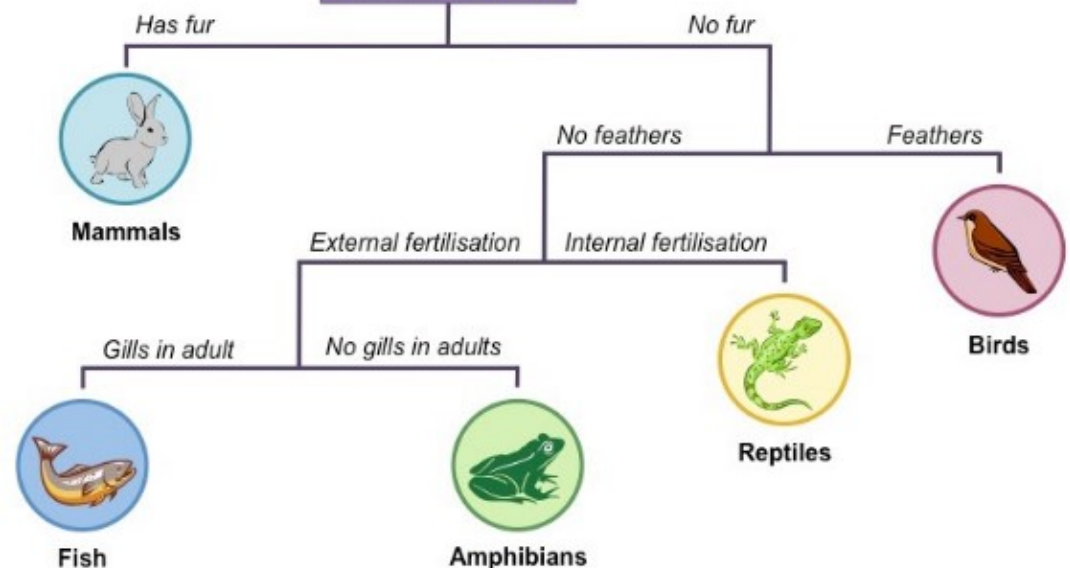 Has fur
No fur
No feathers
Feathers
Mammals
External fertilisation
Internal fertilisation
Birds
Gills in adult
No gills in adults
Reptiles
Fish
Amphibians